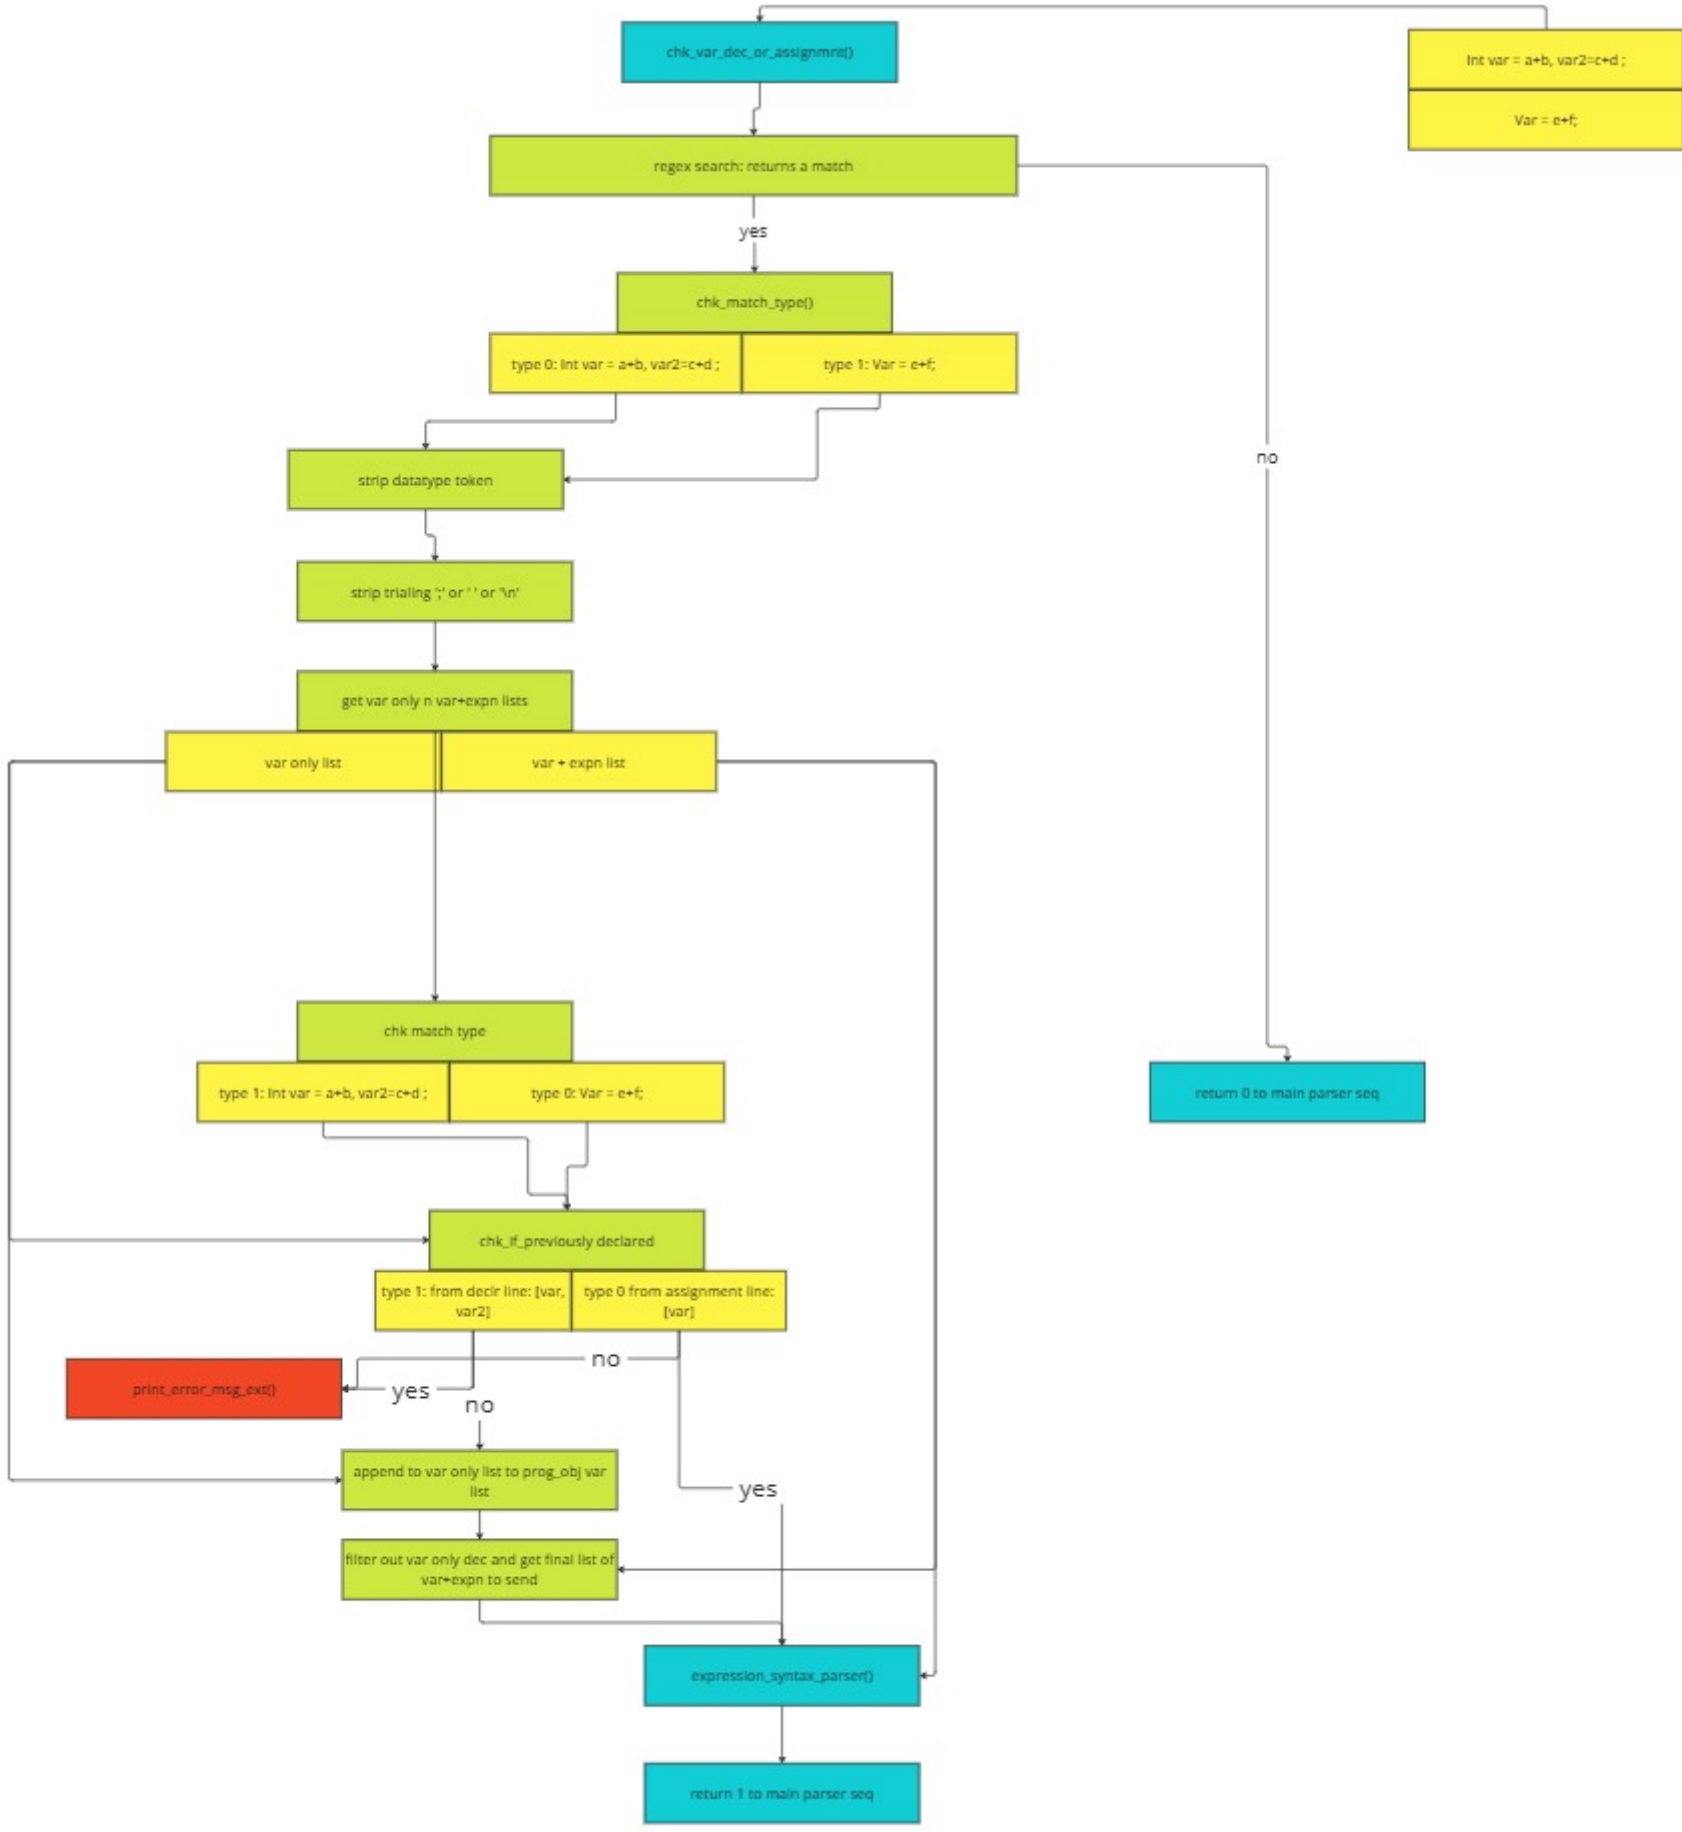 chk_var_dec_or_assignmnt()
Int var = a+b, var2=c+d ;
Var = e+f;
regex search: returns a match
yes
chk_match_type()
type 0: Int var = a+b, var2=c+d ;
type 1: Var = e+f;
no
strip datatype token
strip trialing ';' or ' ' or '\n'
get var only n var+expn lists
var only list
var + expn list
chk match type
type 1: Int var = a+b, var2=c+d ;
type 0: Var = e+f;
return 0 to main parser seq
chk_if_previously declared
type 1: from declr line: [var,
var2]
type 0 from assignment line:
[var]
no
print_error_msg_ext()
yes
no
append to var only list to prog_obj var
list
yes
filter out var only dec and get final list of
var+expn to send
expression_syntax_parser()
return 1 to main parser seq